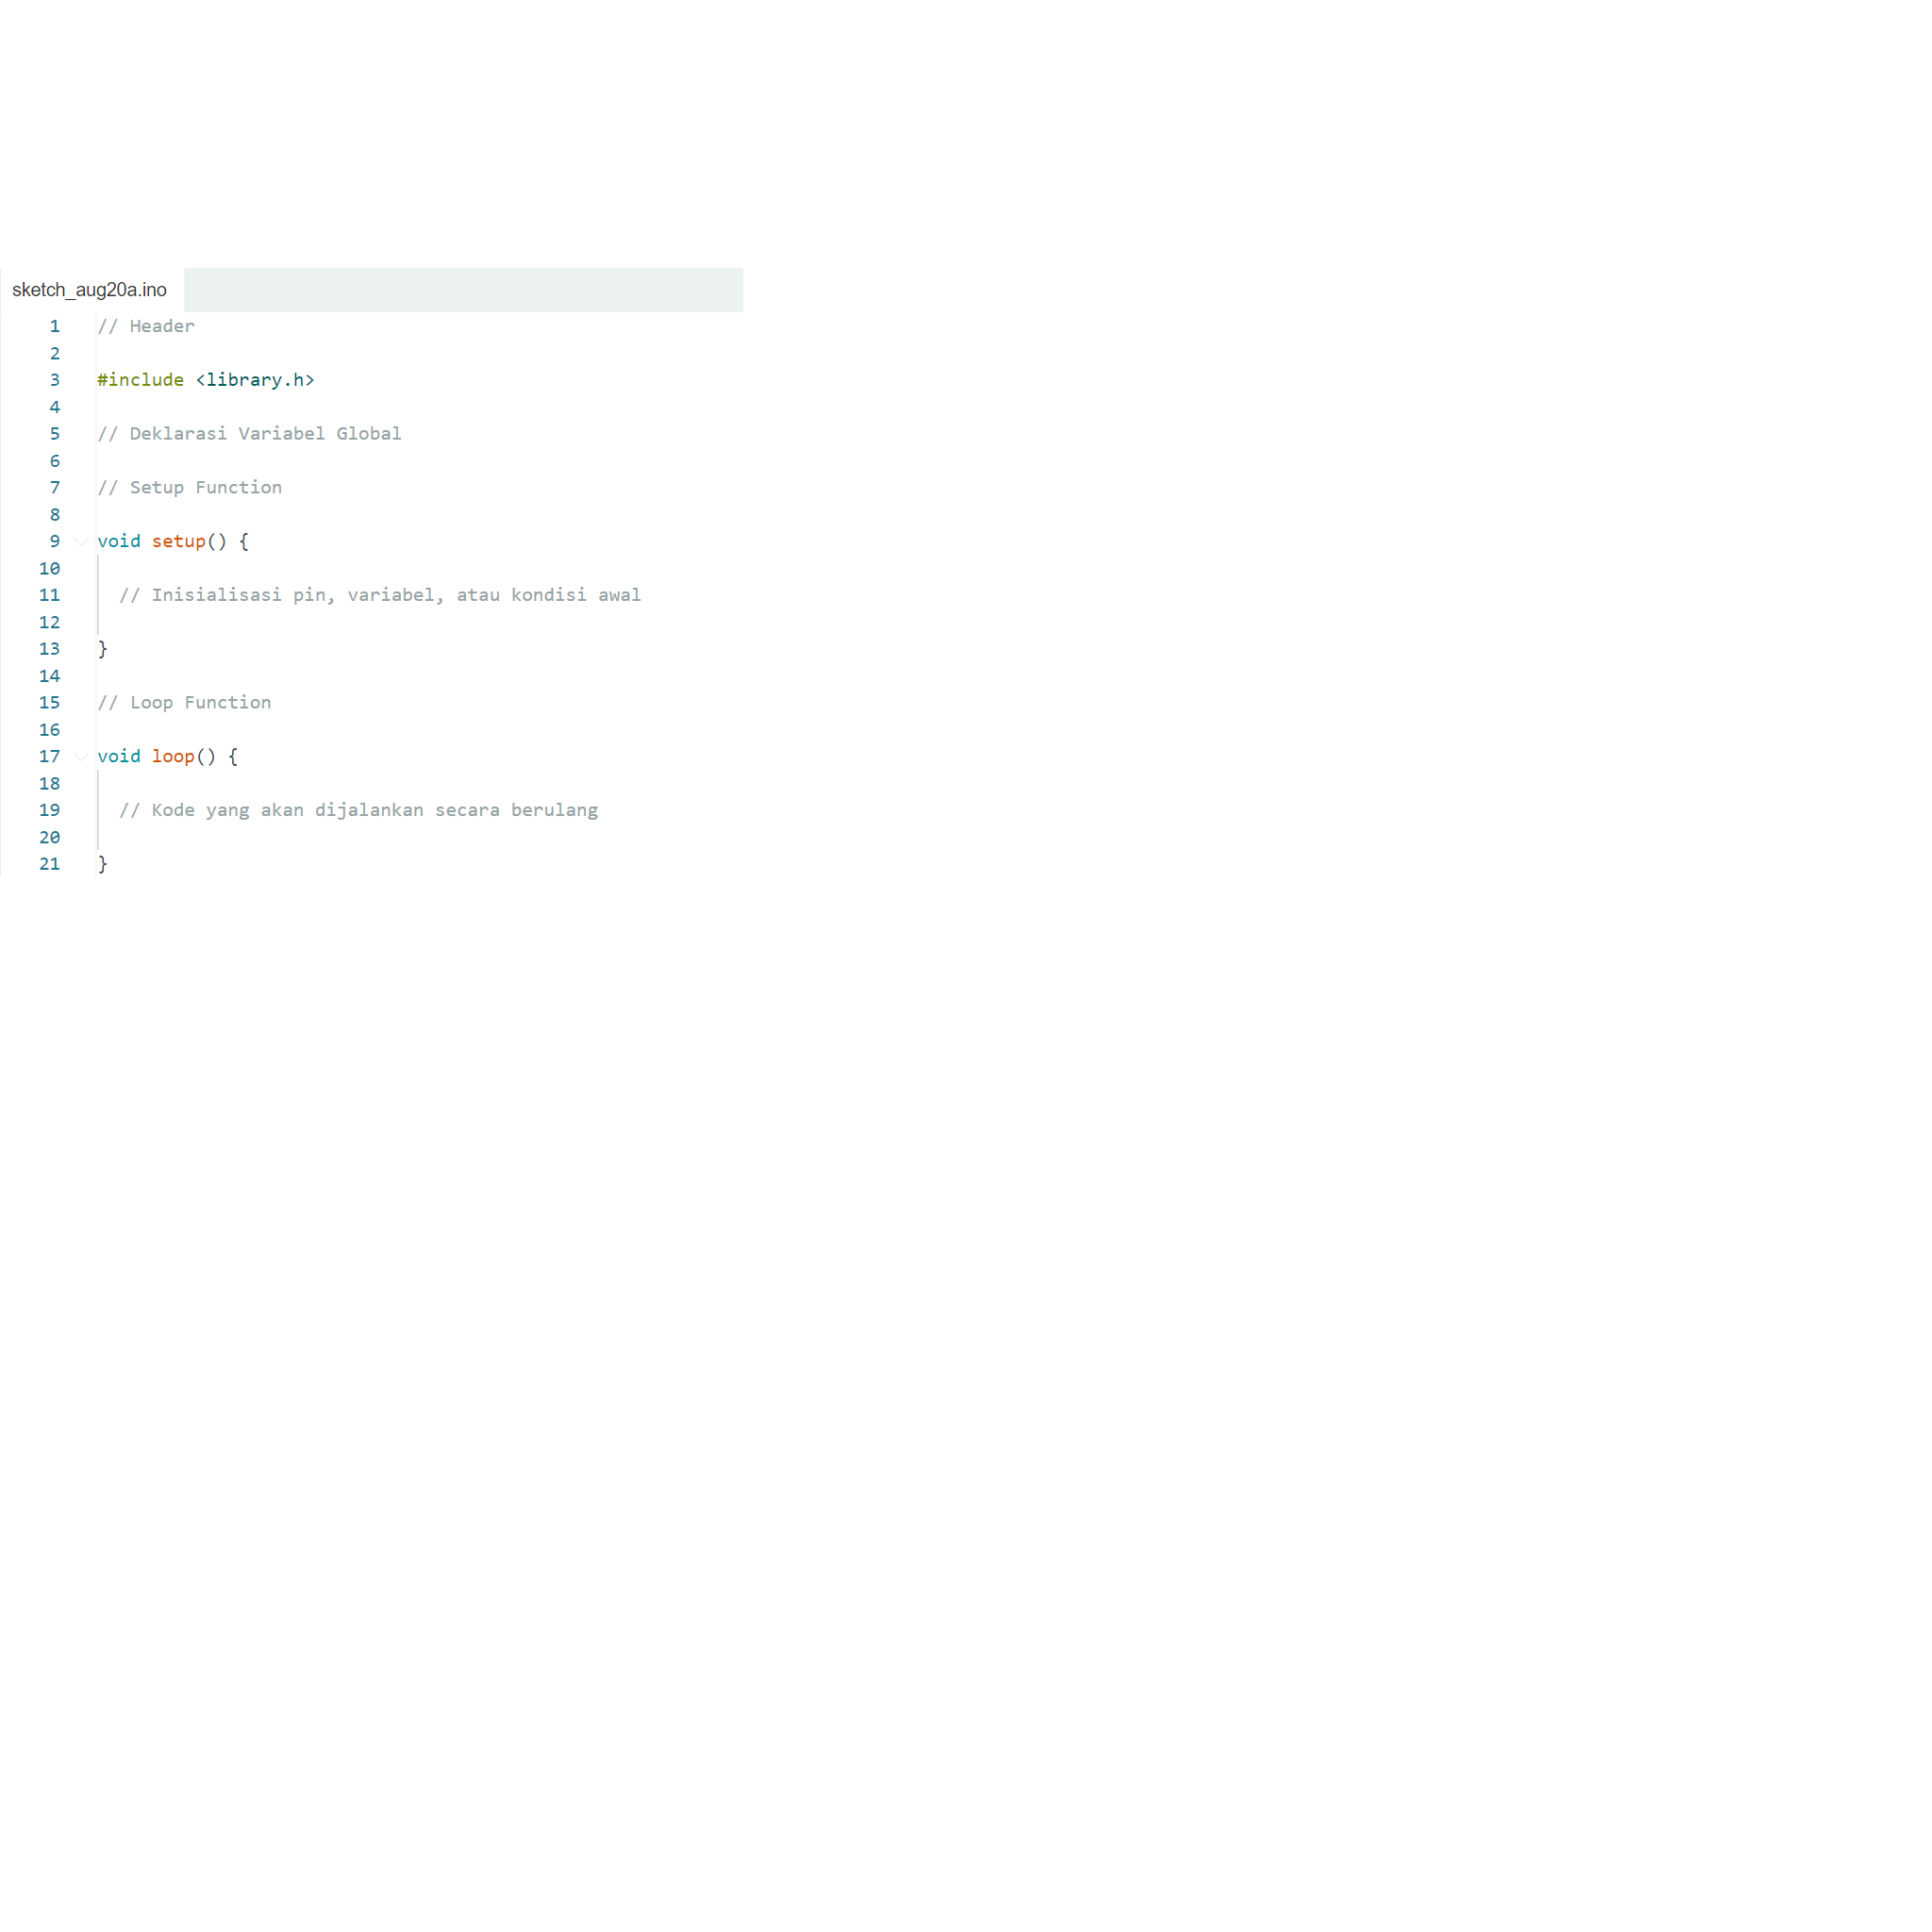 sketch_aug20a.ino
1 // Header
2
3 #include <library.h>
4
5 // Deklarasi Variabel Global
6
7 // Setup Function
8
9 void setup() {
10
11 // Inisialisasi pin, variabel, atau kondisi awal
12
13 }
14
15 // Loop Function
16
17 void loop() {
18
19 // Kode yang akan dijalankan secara berulang
20
21 }